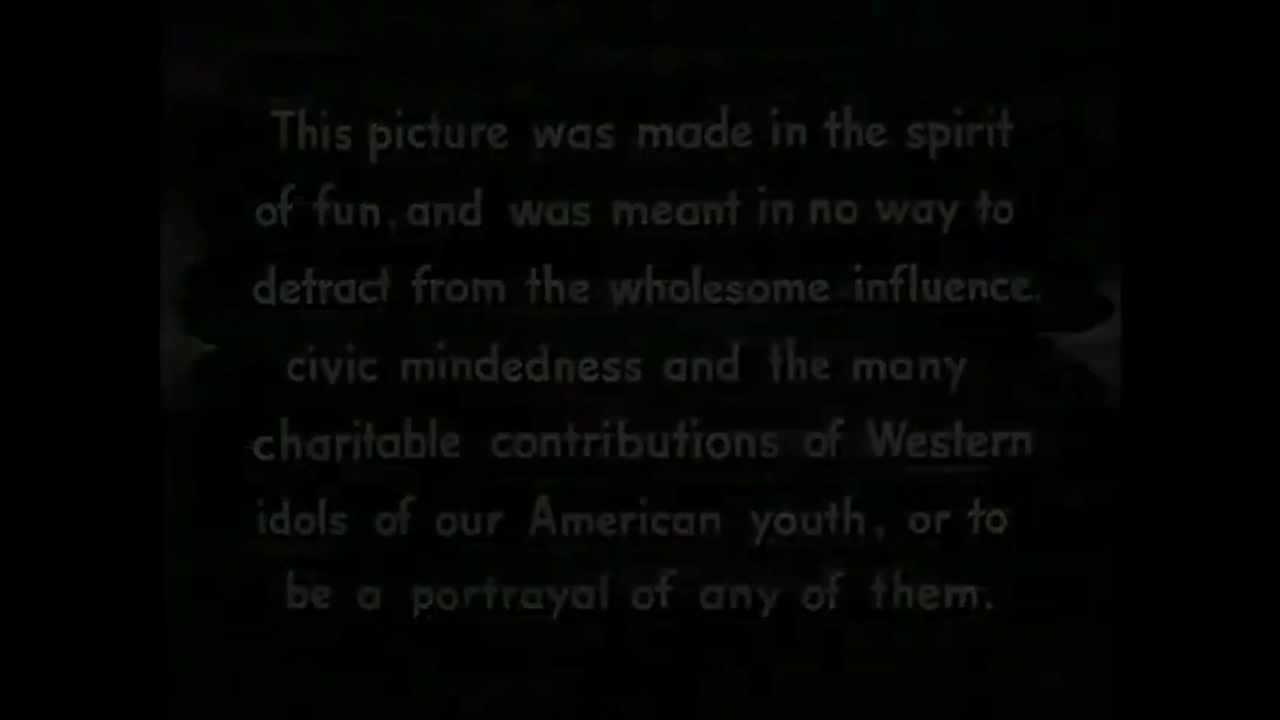 This picture was made in the spirit
of fun, and was meant in no way to
detract from the wholesome influence.
civic mindedness and the many
charitable contributions of Western
idols of our American youth, or to
be a portrayal of any of them.